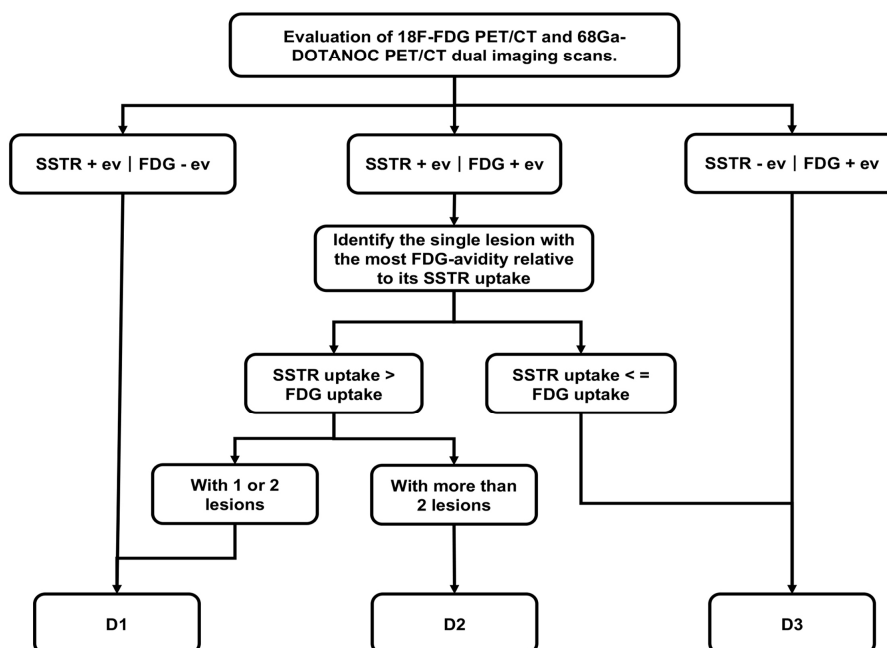 Evaluation of 18F-FDG PET/CT and 68Ga-
DOTANOC PET/CT dual imaging scans.
SSTR + ev | FDG - ev
SSTR + ev | FDG + ev
SSTR - ev | FDG + ev
Identify the single lesion with
the most FDG-avidity relative
to its SSTR uptake
SSTR uptake >
FDG uptake
SSTR uptake < =
FDG uptake
With 1 or 2
lesions
With more than
2 lesions
D1
D2
D3